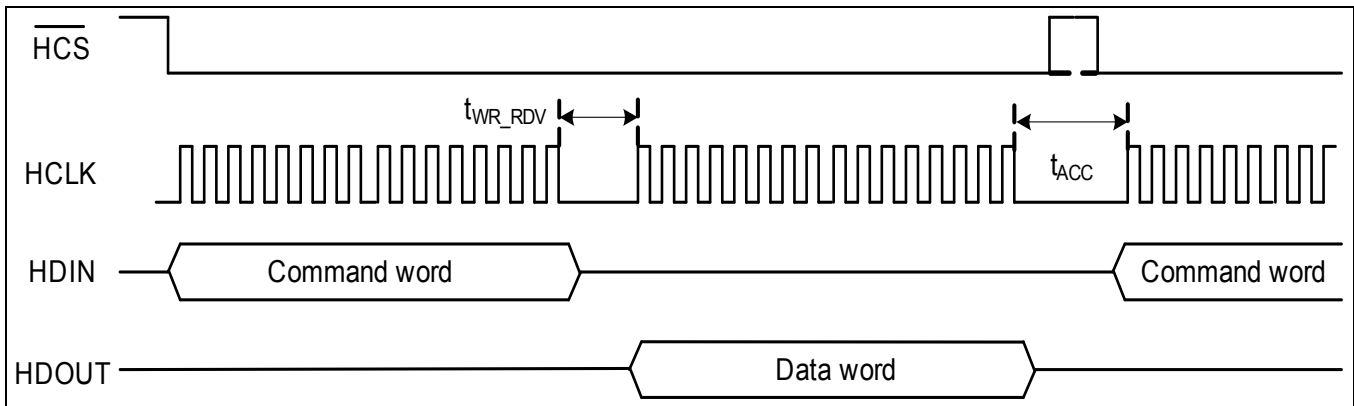 HCS
tWR_RDV
HCLK
tACC
HDIN
Command word
Command word
HDOUT
Data word